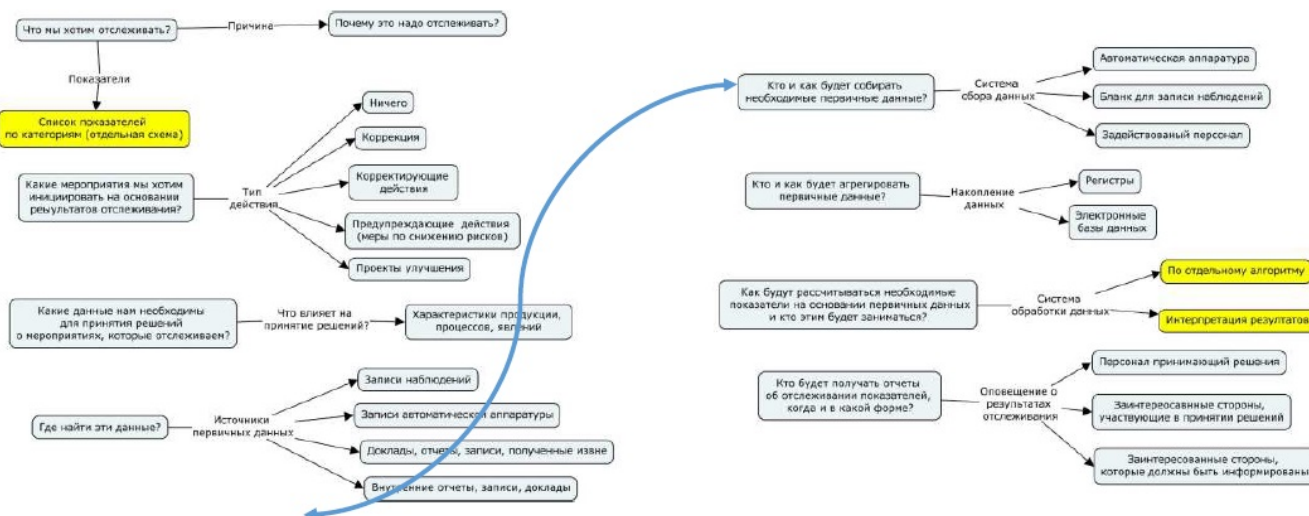 Что мы хотим отслеживать?
Причина
Почему это надо отслеживать?
Показатели
Список показателей
по категориям (отдельная схема)
Какие мероприятия мы хотим
инициировать на основании
результатов отслеживания?
Тип
действия
Ничего
Коррекция
Корректирующие
действия
Предупреждающие действия
(меры по снижению рисков)
Проекты улучшения
Какие данные нам необходимы
для принятия решений
о мероприятиях, которые отслеживаем?
Что влияет на
принятие решений?
Характеристики продукции,
процессов, явлений
Где найти эти данные?
Источники
первичных данных
Записи наблюдений
Записи автоматической аппаратуры
Доклады, отчеты, записи, полученные извне
Внутренние отчеты, записи, доклады
Кто и как будет собирать
необходимые первичные данные?
Система
сбора данных
Автоматическая аппаратура
Бланк для записи наблюдений
Задействованый персонал
Кто и как будет агрегировать
первичные данные?
Накопление
данных
Регистры
Электронные
базы данных
Как будут рассчитываться необходимые
показатели на основании первичных данных
и кто этим будет заниматься?
Система
обработки данных
По отдельному алгоритму
Интерпретация резултатов
Кто будет получать отчеты
об отслеживании показателей,
когда и в какой форме?
Оповещение о
результатах
отслеживания
Персонал принимающий решения
Заинтереосавнные стороны,
участвующие в принятии решений
Заинтересованные стороны,
которые должны быть информированы